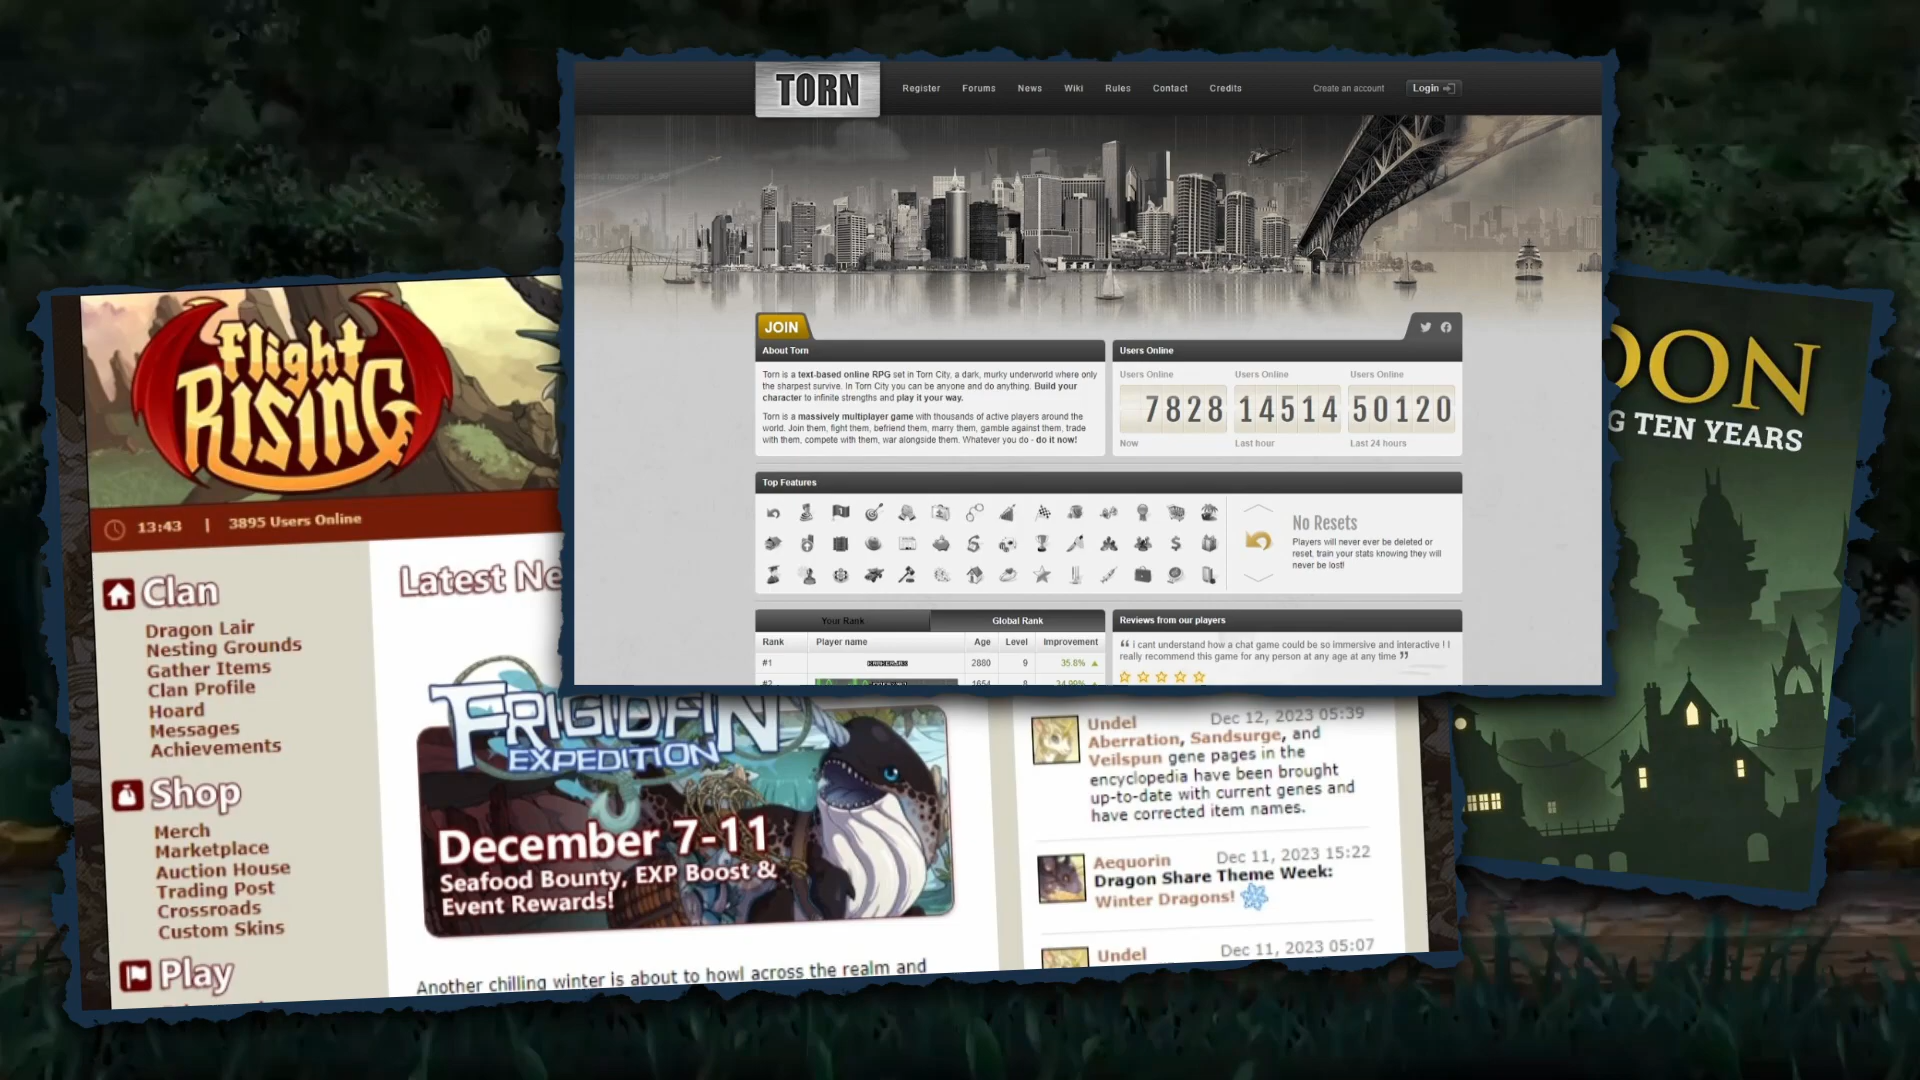 TORN
Register Forums News Wiki Rules Contact Credits
Create an account Login
JOIN
About Torn
Torn is a text-based online RPG set in Torn City, a dark, murky underworld where only
the sharpest survive. In Torn City you can be anyone and do anything. Build your
character to infinite strengths and play it your way.
Torn is a massively multiplayer game with thousands of active players around the
world. Join them, fight them, befriend them, marry them, gamble against them, trade
with them, compete with them, war alongside them. Whatever you do - do it now!
Users Online
Users Online Users Online Users Online
7828 14514 50120
Now Last hour Last 24 hours
Top Features
No Resets
Players will never ever be deleted or
reset, train your stats knowing they will
never be lost!
Your Rank Global Rank
Rank Player name Age Level Improvement
#1 2880 9 35.8%
#2 1654 8 34.99%
Reviews from our players
“ I cant understand how a chat game could be so immersive and interactive ! I
really recommend this game for any person at any age at any time ”
flight
RISING
13:43 | 3895 Users Online
Clan
Dragon Lair
Nesting Grounds
Gather Items
Clan Profile
Hoard
Messages
Achievements
Shop
Merch
Marketplace
Auction House
Trading Post
Crossroads
Custom Skins
Play
Latest Ne
FRIGIDFIN
EXPEDITION
December 7-11
Seafood Bounty, EXP Boost &
Event Rewards!
Another chilling winter is about to howl across the realm and
Undel Dec 12, 2023 05:39
Aberration, Sandsurge, and
Veilspun gene pages in the
encyclopedia have been brought
up-to-date with current genes and
have corrected item names.
Aequorin Dec 11, 2023 15:22
Dragon Share Theme Week:
Winter Dragons!
Undel Dec 11, 2023 05:07
DON
G TEN YEARS